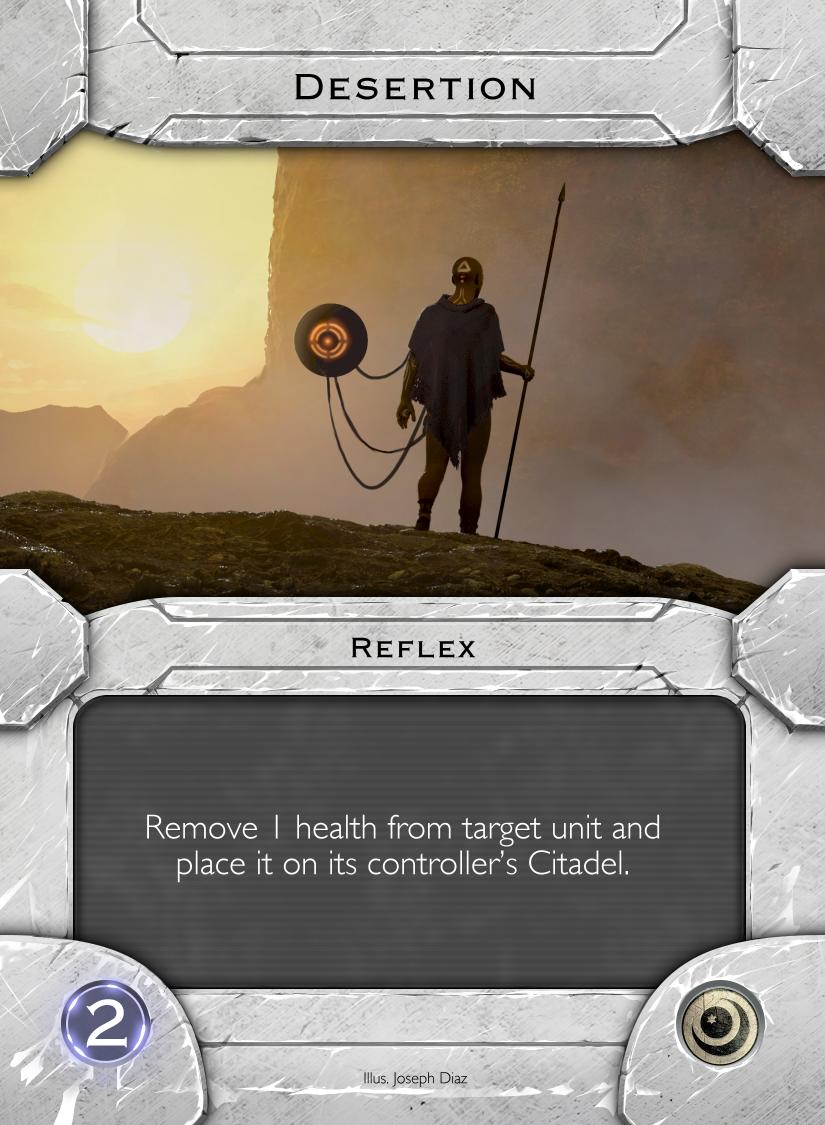 Desertion
Reflex
Remove 1 health from target unit and
place it on its controller's Citadel.
2
Illus. Joseph Diaz